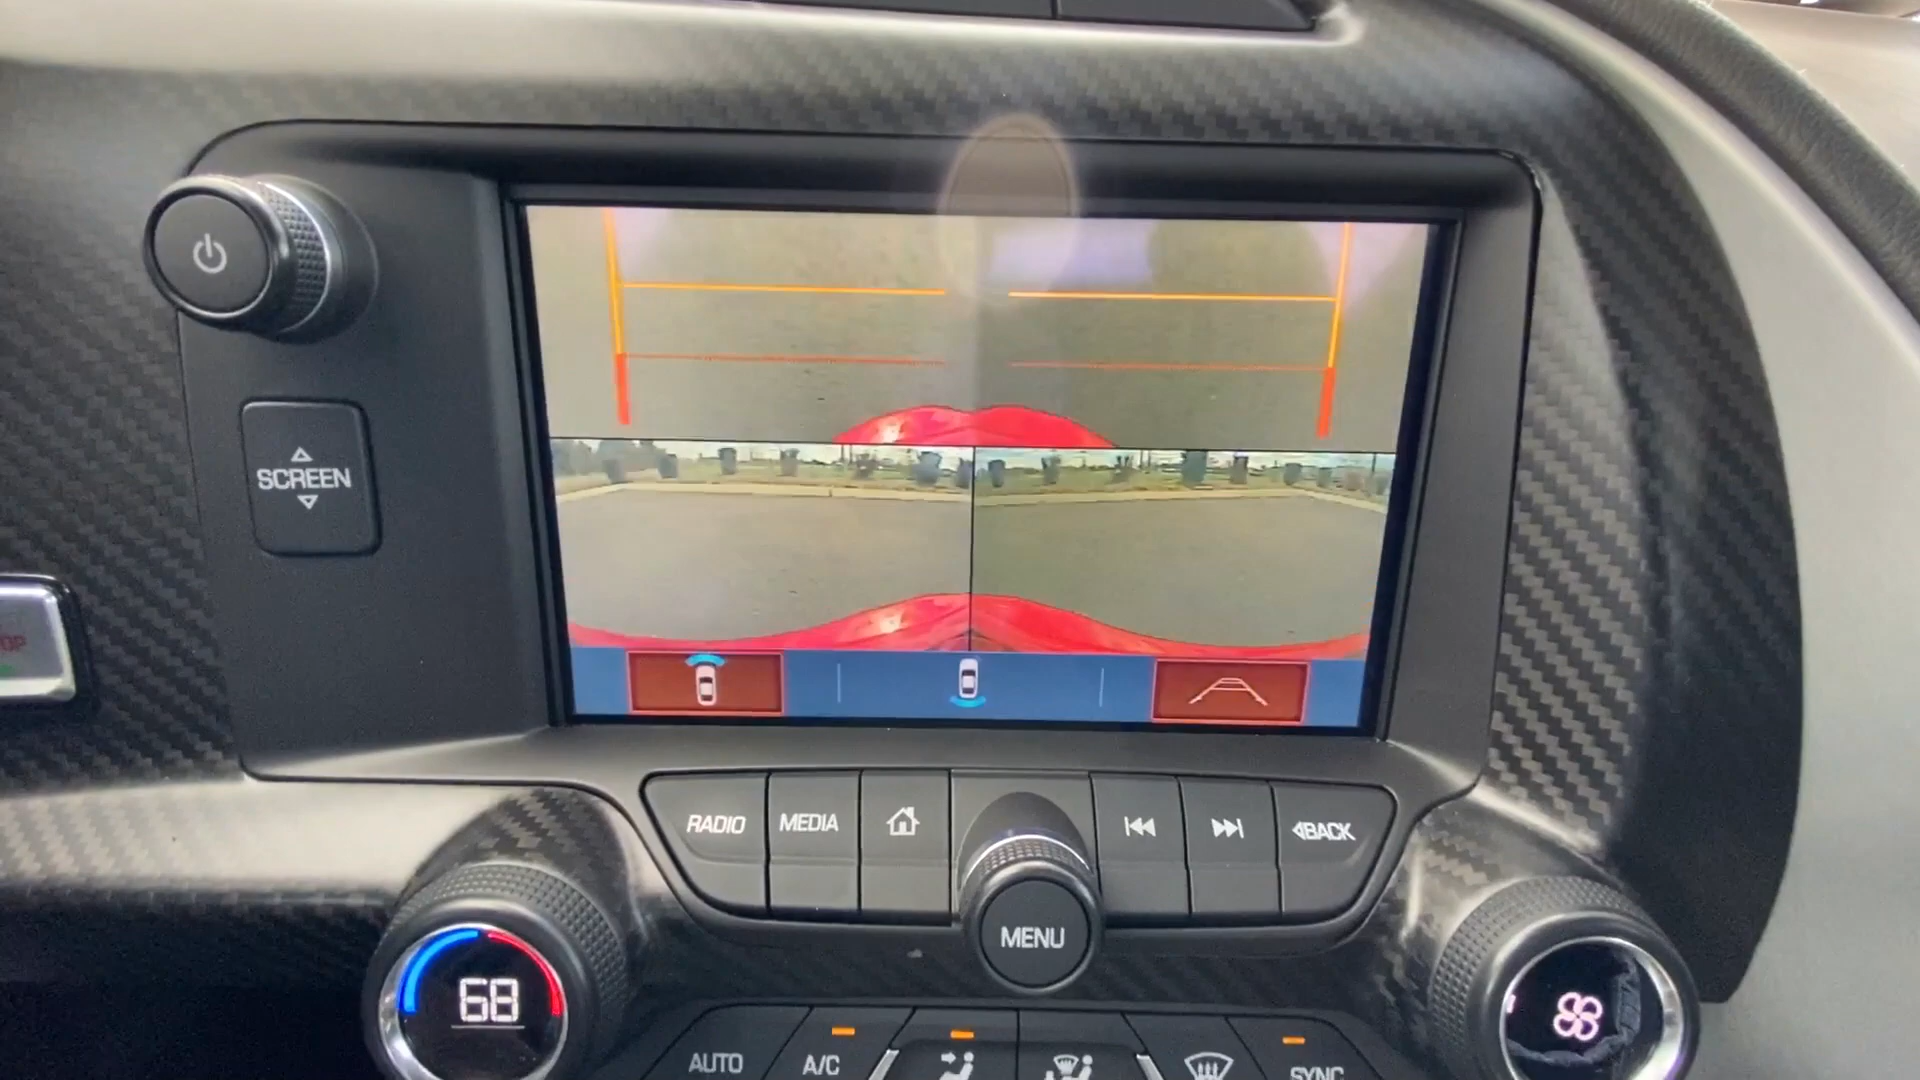 SCREEN
RADIO
MEDIA
BACK
MENU
68
AUTO
A/C
SYNC